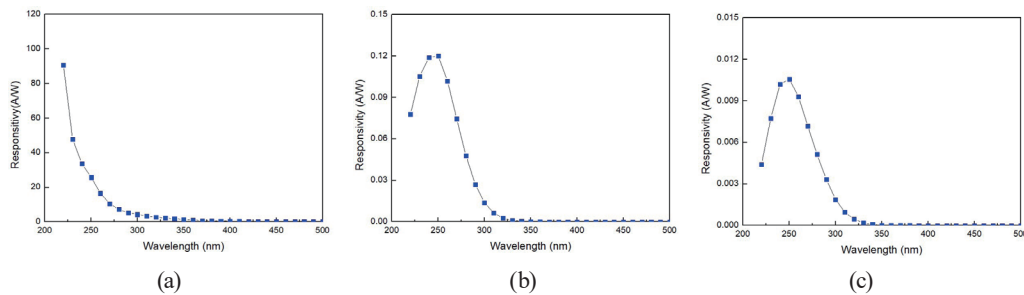 120
100
80
60
40
20
0
Responsitivy(A/W)
200 250 300 350 400 450 500
Wavelength (nm)
(a)
0.15
0.12
0.09
0.06
0.03
0.00
Responsivity (A/W)
200 250 300 350 400 450 500
Wavelength (nm)
(b)
0.015
0.012
0.009
0.006
0.003
0.000
Responsivity (A/W)
200 250 300 350 400 450 500
Wavelength (nm)
(c)